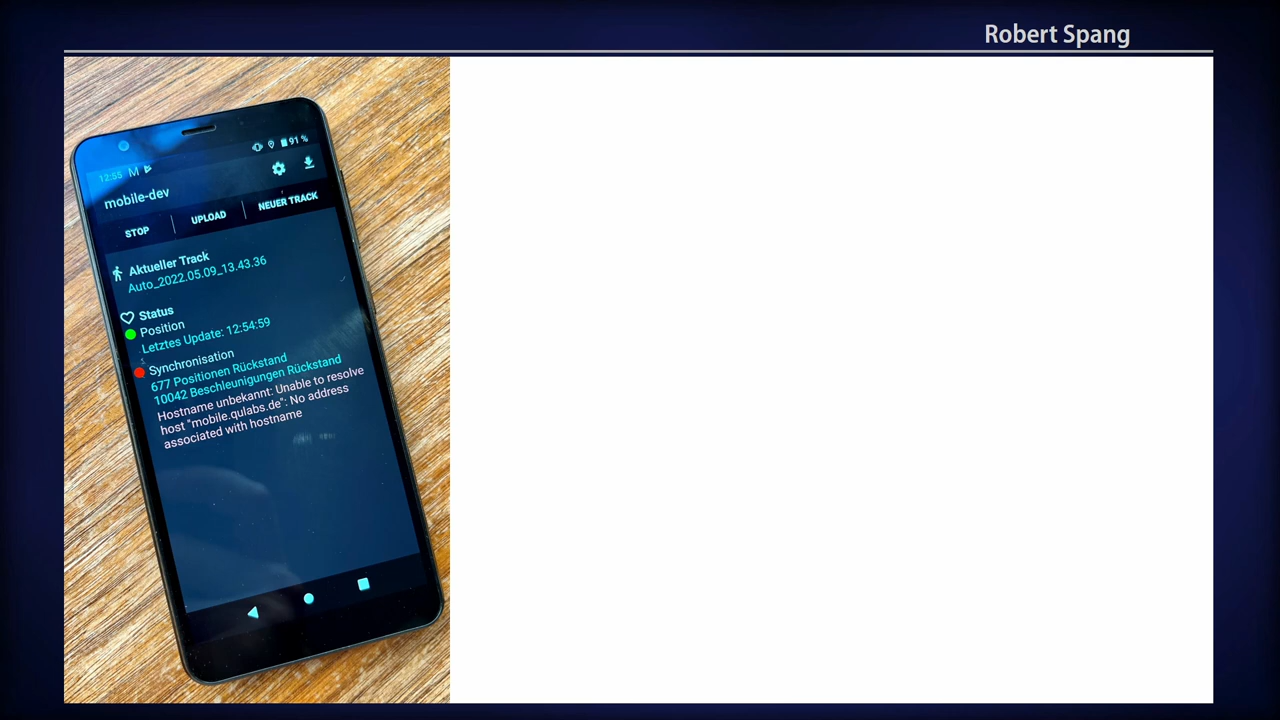 Robert Spang
12:55 M 91 %
mobile-dev
STOP UPLOAD NEUER TRACK
Aktueller Track
Auto_2022.05.09_13.43.36
Status
Position
Letztes Update: 12:54:59
Synchronisation
677 Positionen Rückstand
10042 Beschleunigungen Rückstand
Hostname unbekannt: Unable to resolve
host "mobile.qulabs.de": No address
associated with hostname